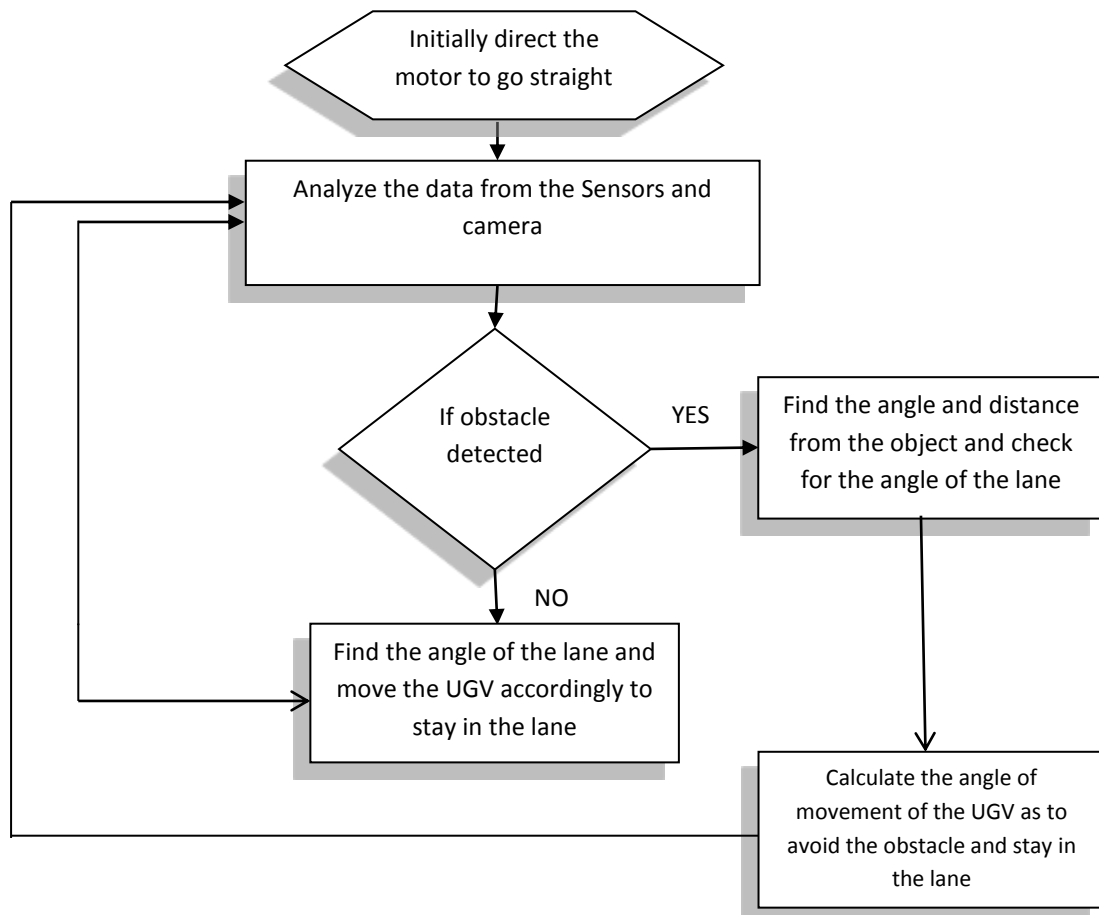 Initially direct the
motor to go straight
Analyze the data from the Sensors and
camera
If obstacle
detected
YES
Find the angle and distance
from the object and check
for the angle of the lane
NO
Find the angle of the lane and
move the UGV accordingly to
stay in the lane
Calculate the angle of
movement of the UGV as to
avoid the obstacle and stay in
the lane